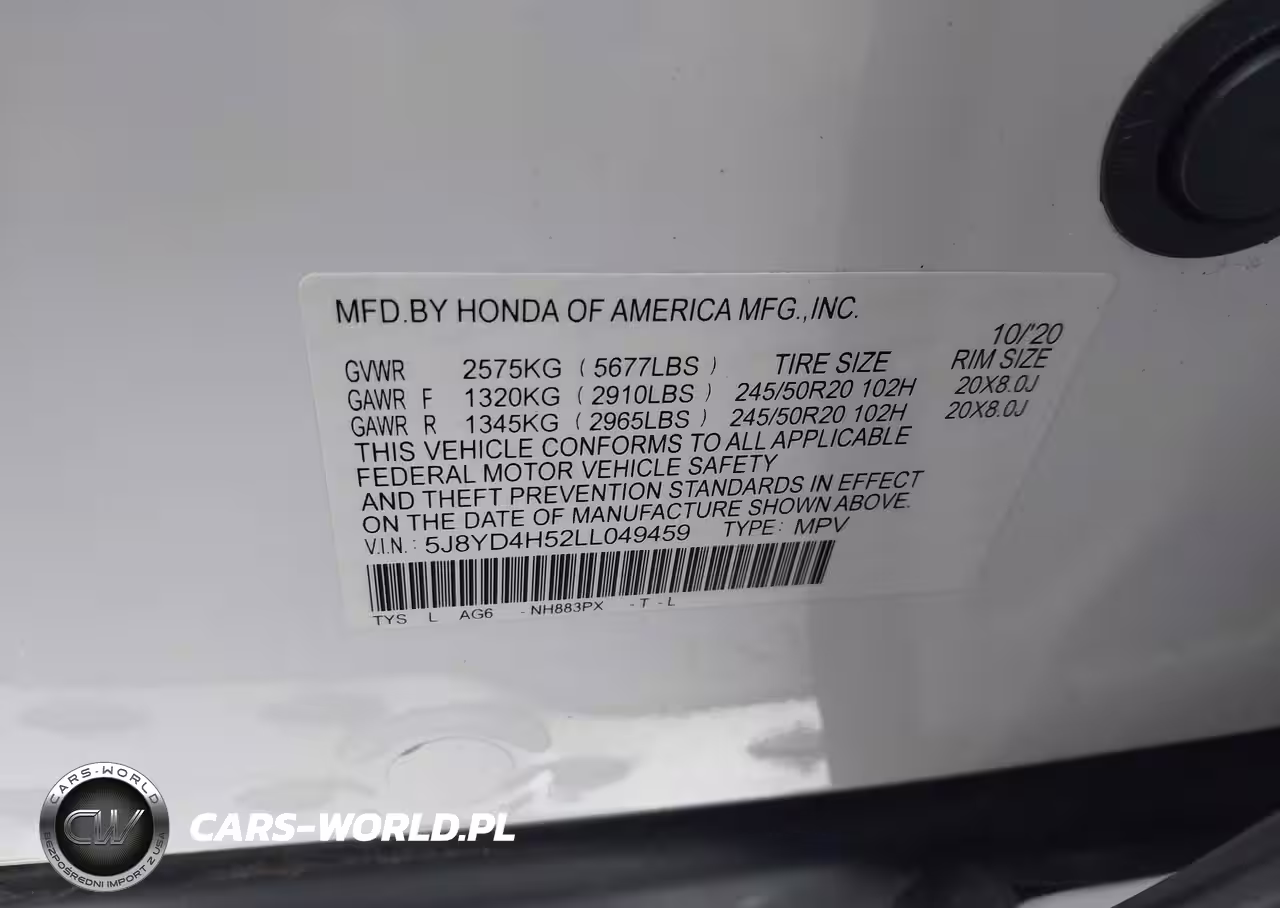 MFD.BY HONDA OF AMERICA MFG.,INC.
10/'20
GVWR 2575KG ( 5677LBS ) TIRE SIZE RIM SIZE
GAWR F 1320KG ( 2910LBS ) 245/50R20 102H 20X8.0J
GAWR R 1345KG ( 2965LBS ) 245/50R20 102H 20X8.0J
THIS VEHICLE CONFORMS TO ALL APPLICABLE
FEDERAL MOTOR VEHICLE SAFETY
AND THEFT PREVENTION STANDARDS IN EFFECT
ON THE DATE OF MANUFACTURE SHOWN ABOVE.
V.I.N.: 5J8YD4H52LL049459 TYPE: MPV
TYS L AG6 -NH883PX -T -L
CARS-WORLD
CW
BEZPOŚREDNI IMPORT Z USA
CARS-WORLD.PL